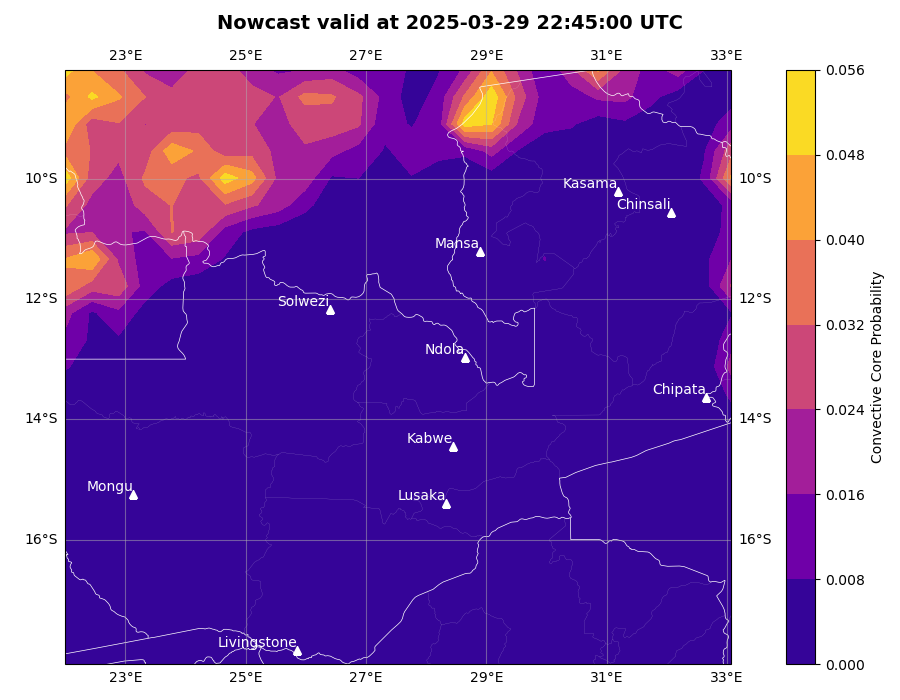 Nowcast valid at 2025-03-29 22:45:00 UTC
23°E 25°E 27°E 29°E 31°E 33°E
0.056
0.048
10°S 10°S
Kasama
Chinsali
0.040
Mansa
12°S 12°S
Solwezi
0.032
Ndola
Chipata
0.024
14°S 14°S
Kabwe
Mongu
Lusaka
0.016
16°S 16°S
0.008
Livingstone
0.000
23°E 25°E 27°E 29°E 31°E 33°E
Convective Core Probability